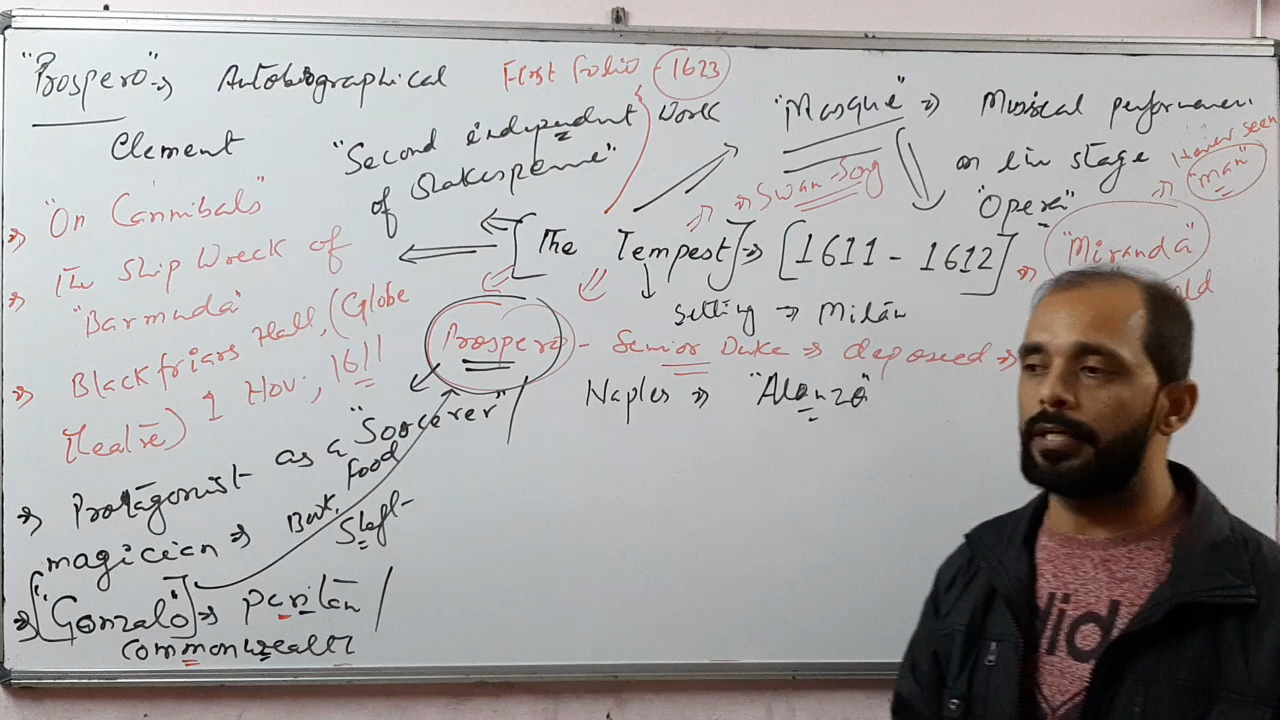 "Prospero" → Autobiographical
Element
First Folio - 1623
"Second independent work
of Shakespeare"
"Masque" ⇒ Musical performance
on live stage
"Opera"
→ Swan-Song
Never seen
"man"
⇒ "On Cannibals"
⇒ The Ship Wreck of
"Barmuda"
⇒ Blackfriars Hall, (Globe
Theatre) 1 Nov, 1611
[The Tempest] ⇒ [1611 - 1612] ⇒ "Miranda"
Setting → Milan
Prospero - Senior Duke ⇒ deposed ⇒
Naples ⇒ "Alonzo"
⇒ Protagonist as a "Sorcerer" /
magician ⇒ Book, Food
Staff
⇒ ["Gonzalo"] ⇒ puritan /
commonwealth
did